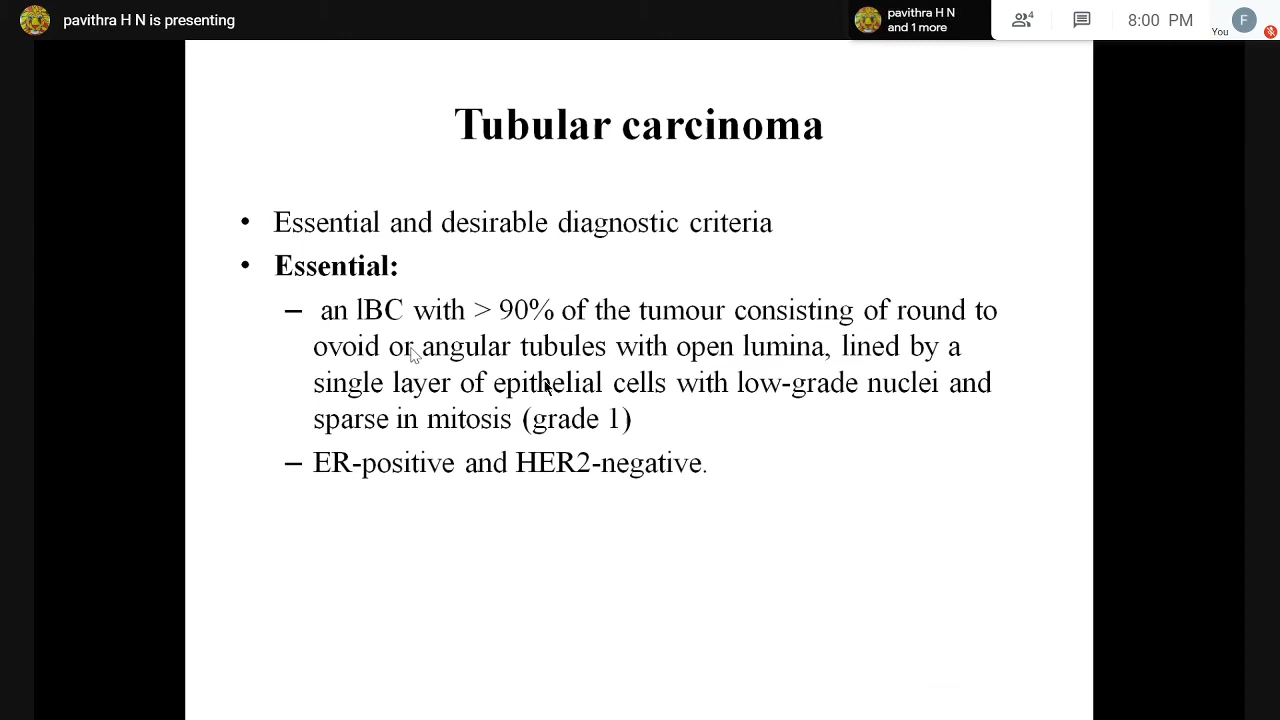 pavithra H N is presenting
pavithra H N
and 1 more
4
8:00 PM
You
F
Tubular carcinoma
• Essential and desirable diagnostic criteria
• Essential:
– an lBC with > 90% of the tumour consisting of round to
ovoid or angular tubules with open lumina, lined by a
single layer of epithelial cells with low-grade nuclei and
sparse in mitosis (grade 1)
– ER-positive and HER2-negative.